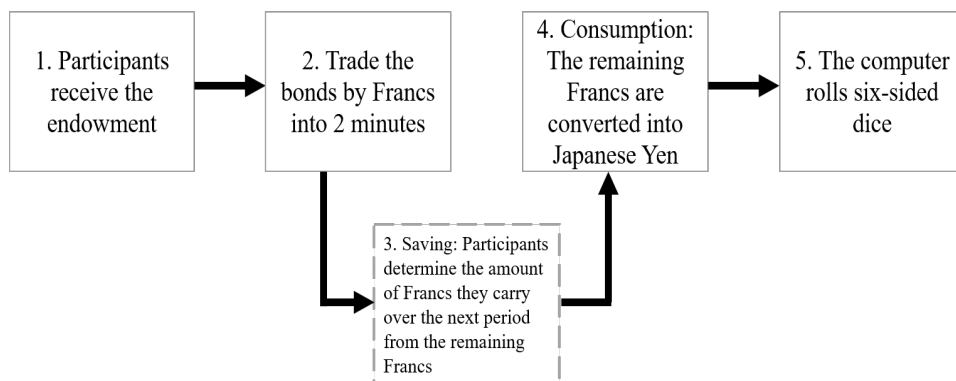 1. Participants
receive the
endowment
2. Trade the
bonds by Francs
into 2 minutes
3. Saving: Participants
determine the amount
of Francs they carry
over the next period
from the remaining
Francs
4. Consumption:
The remaining
Francs are
converted into
Japanese Yen
5. The computer
rolls six-sided
dice